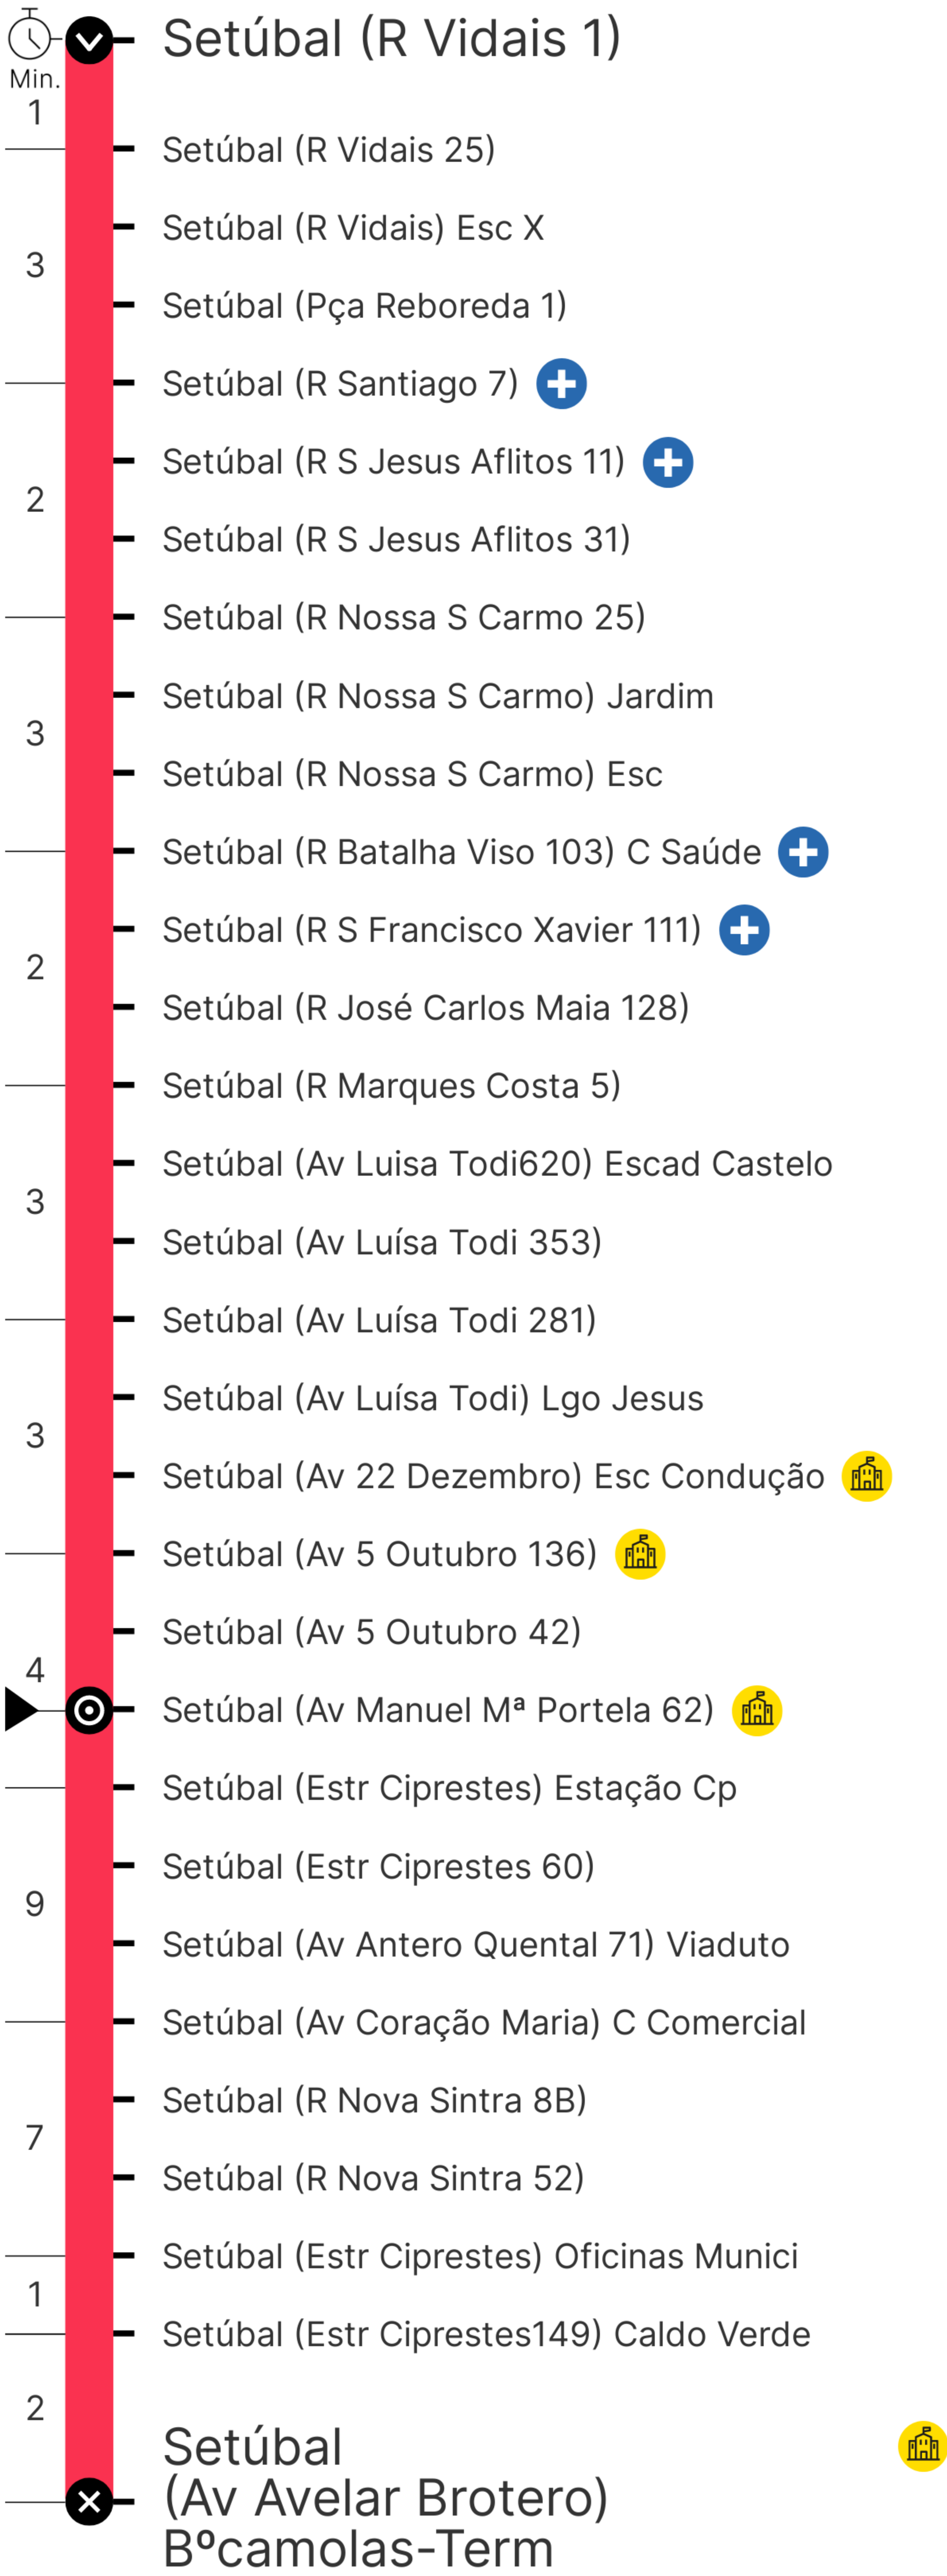 Setúbal (R Vidais 1)
Min.
1
Setúbal (R Vidais 25)
Setúbal (R Vidais) Esc X
3
Setúbal (Pça Reboreda 1)
Setúbal (R Santiago 7)
Setúbal (R S Jesus Aflitos 11)
2
Setúbal (R S Jesus Aflitos 31)
Setúbal (R Nossa S Carmo 25)
Setúbal (R Nossa S Carmo) Jardim
3
Setúbal (R Nossa S Carmo) Esc
Setúbal (R Batalha Viso 103) C Saúde
Setúbal (R S Francisco Xavier 111)
2
Setúbal (R José Carlos Maia 128)
Setúbal (R Marques Costa 5)
Setúbal (Av Luisa Todi620) Escad Castelo
3
Setúbal (Av Luísa Todi 353)
Setúbal (Av Luísa Todi 281)
Setúbal (Av Luísa Todi) Lgo Jesus
3
Setúbal (Av 22 Dezembro) Esc Condução
Setúbal (Av 5 Outubro 136)
Setúbal (Av 5 Outubro 42)
4
Setúbal (Av Manuel Mª Portela 62)
Setúbal (Estr Ciprestes) Estação Cp
Setúbal (Estr Ciprestes 60)
9
Setúbal (Av Antero Quental 71) Viaduto
Setúbal (Av Coração Maria) C Comercial
Setúbal (R Nova Sintra 8B)
7
Setúbal (R Nova Sintra 52)
Setúbal (Estr Ciprestes) Oficinas Munici
1
Setúbal (Estr Ciprestes149) Caldo Verde
2
Setúbal
(Av Avelar Brotero)
Bºcamolas-Term